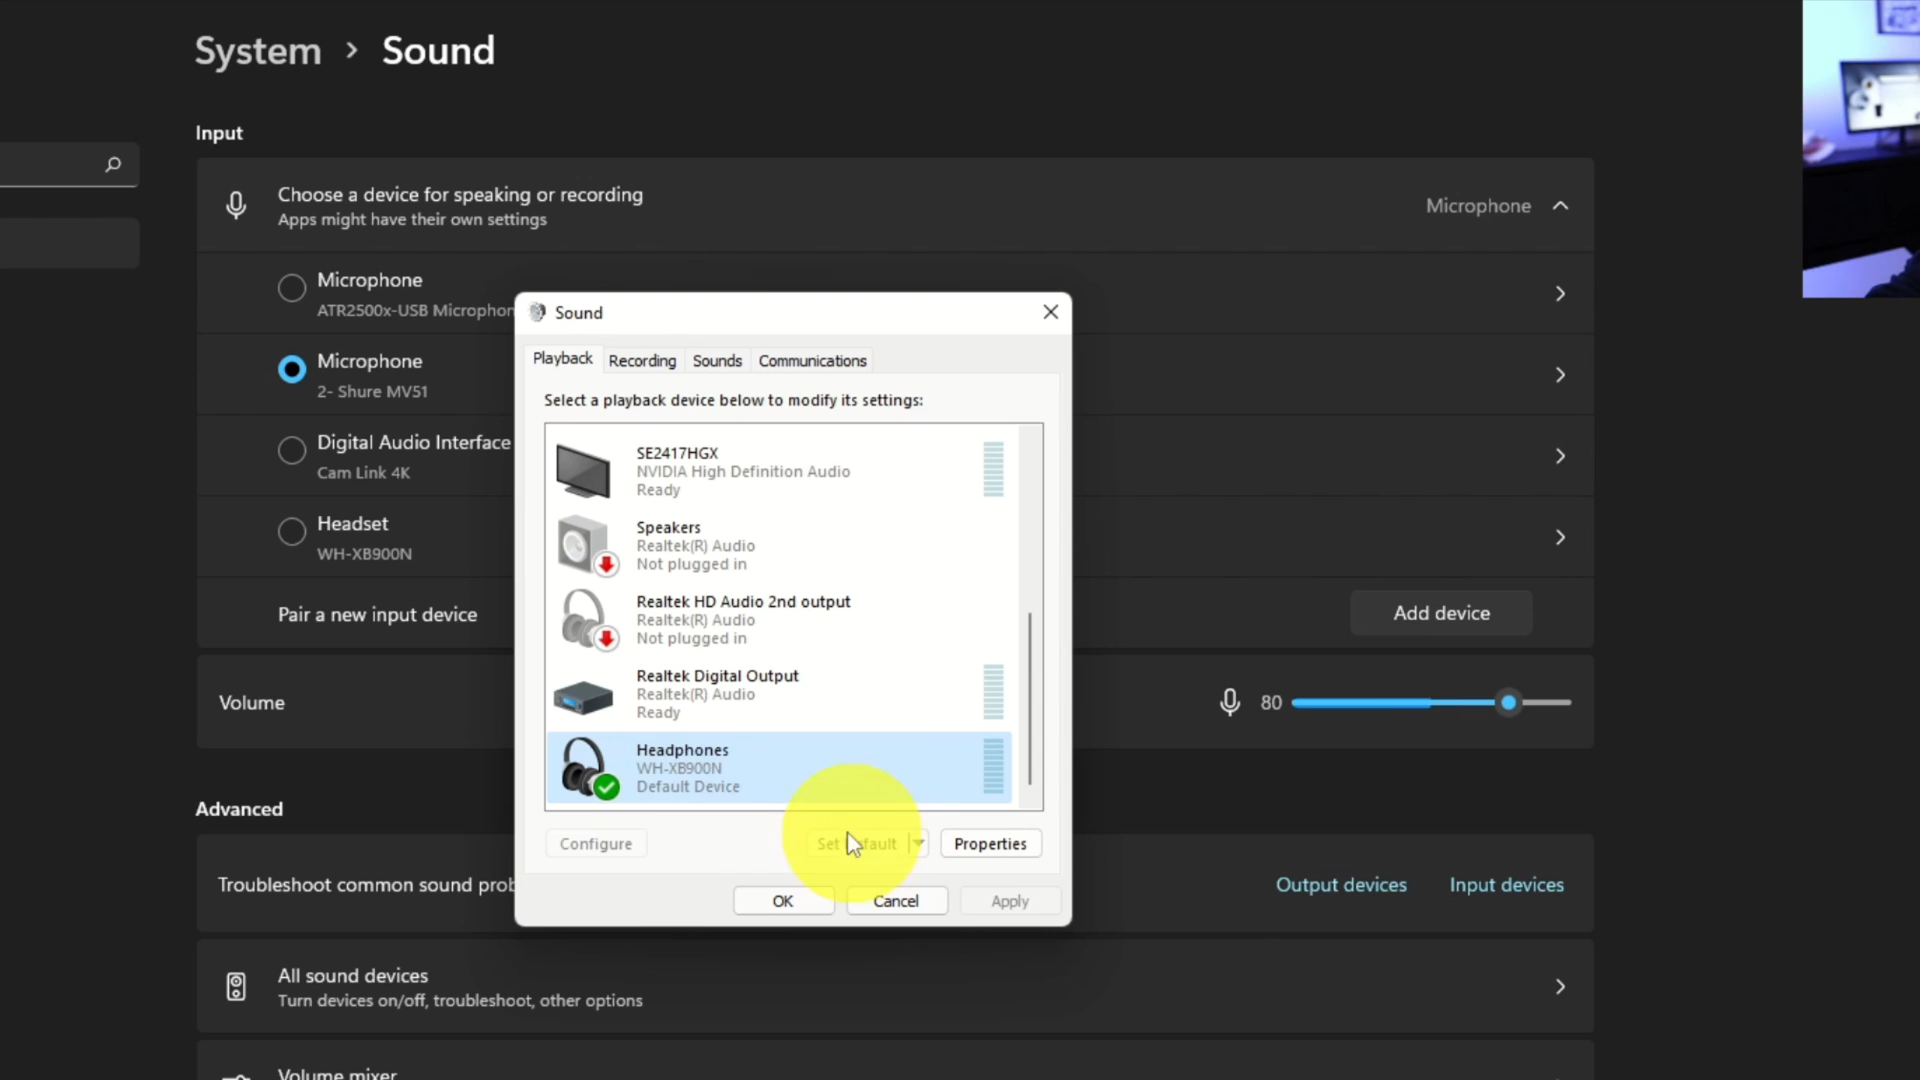 System > Sound
Input
Choose a device for speaking or recording
Apps might have their own settings
Microphone
Microphone
ATR2500x-USB
Microphone
2- Shure MV51
Digital Audio Interface
Cam Link 4K
Headset
WH-XB900N
Pair a new input device
Add device
Volume
80
Advanced
Troubleshoot common sound
Output devices
Input devices
All sound devices
Turn devices on/off, troubleshoot, other options
Volume mixer
Sound
Playback
Recording
Sounds
Communications
Select a playback device below to modify its settings:
SE2417HGX
NVIDIA High Definition Audio
Ready
Speakers
Realtek(R) Audio
Not plugged in
Realtek HD Audio 2nd output
Realtek(R) Audio
Not plugged in
Realtek Digital Output
Realtek(R) Audio
Ready
Headphones
WH-XB900N
Default Device
Configure
Set
Properties
OK
Cancel
Apply